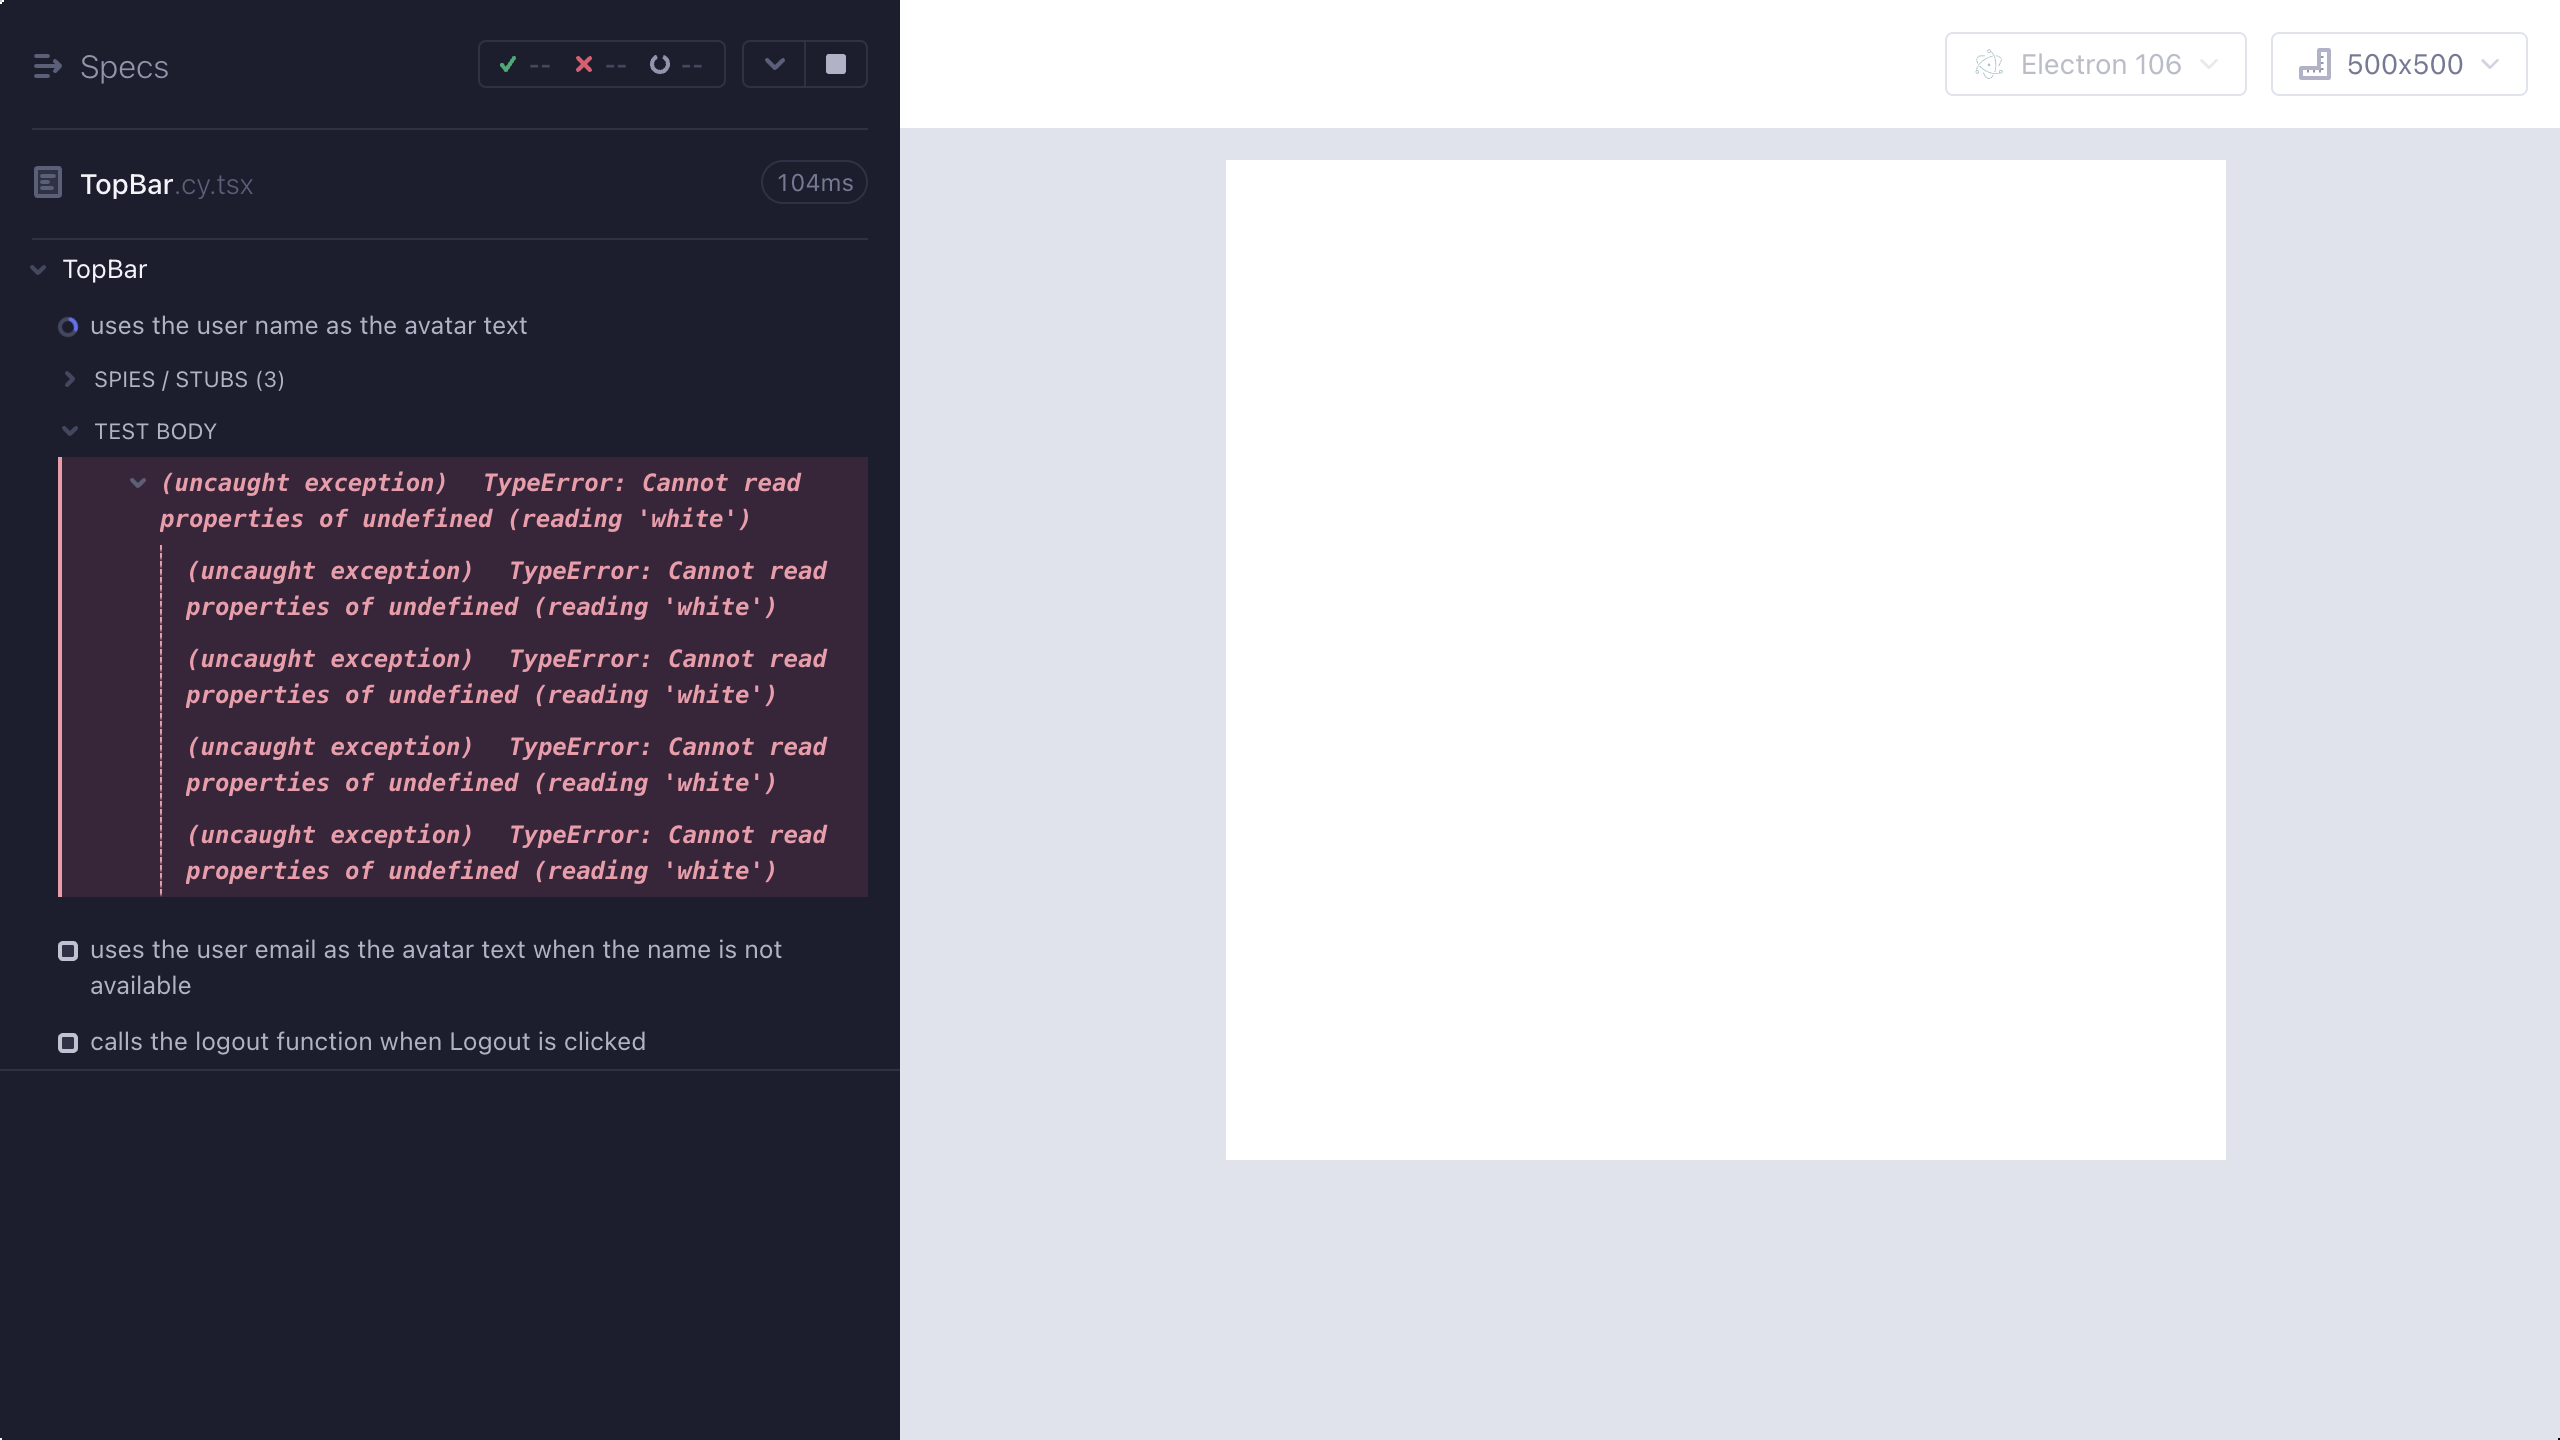 Specs
-- -- --
Electron 106
500x500
TopBar.cy.tsx
104ms
TopBar
uses the user name as the avatar text
SPIES / STUBS (3)
TEST BODY
(uncaught exception) TypeError: Cannot read
properties of undefined (reading 'white')
(uncaught exception) TypeError: Cannot read
properties of undefined (reading 'white')
(uncaught exception) TypeError: Cannot read
properties of undefined (reading 'white')
(uncaught exception) TypeError: Cannot read
properties of undefined (reading 'white')
(uncaught exception) TypeError: Cannot read
properties of undefined (reading 'white')
uses the user email as the avatar text when the name is not
available
calls the logout function when Logout is clicked